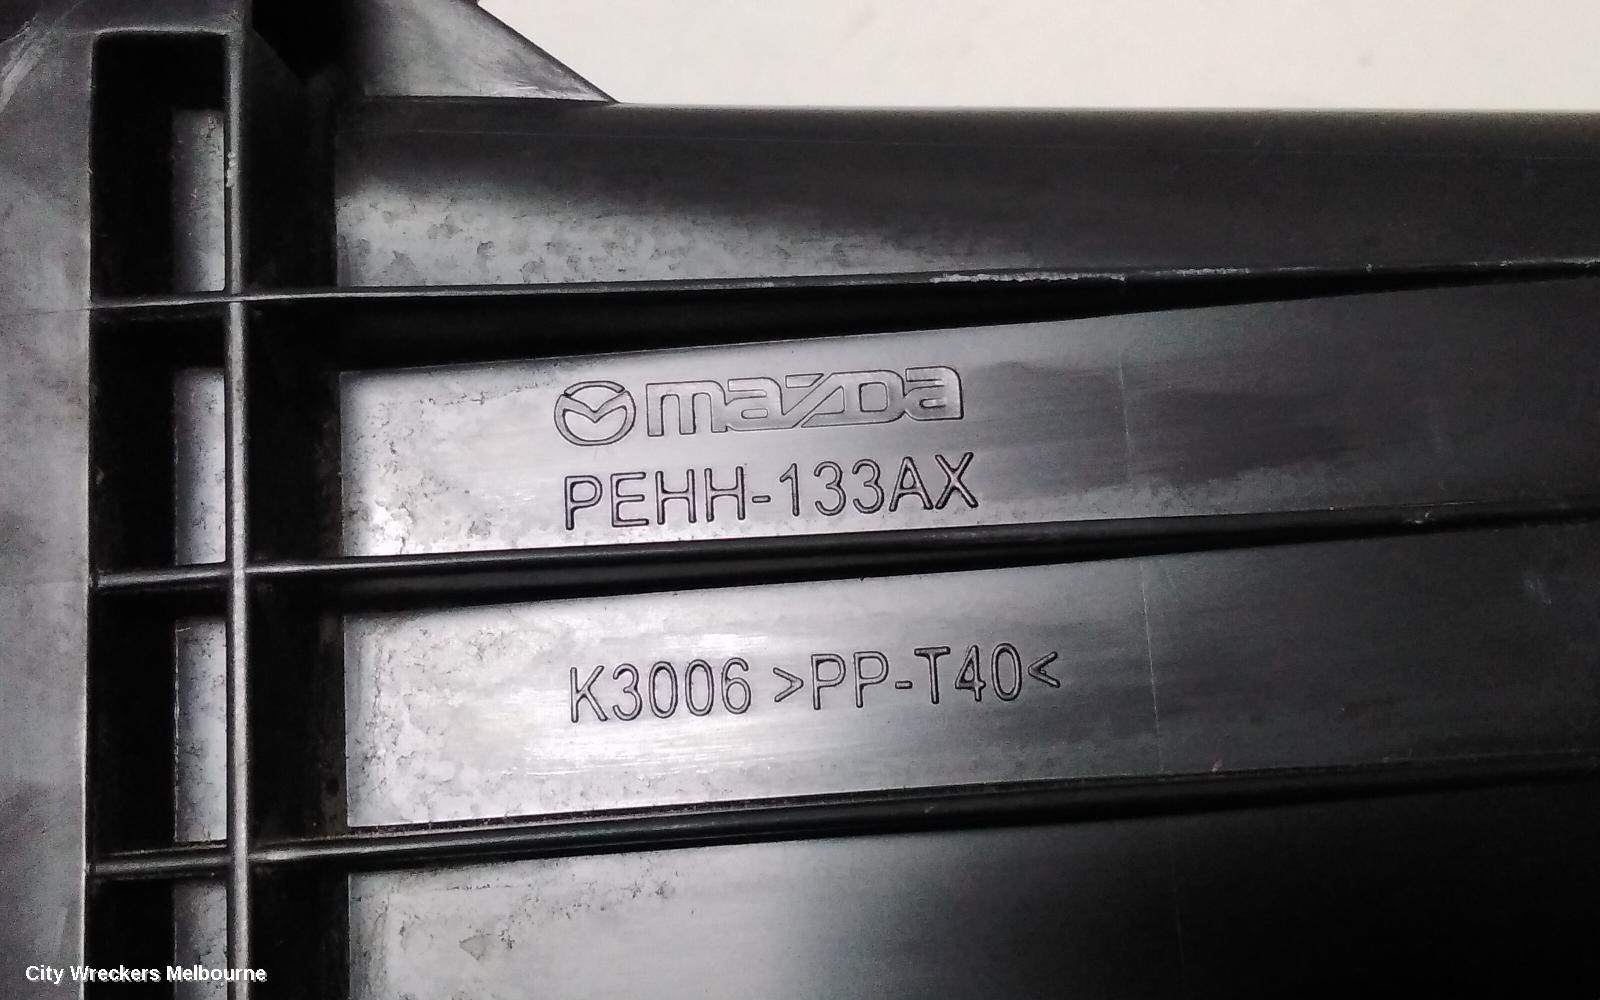 mazda
PEHH-133AX
K3006 >PP-T40<
City Wreckers Melbourne